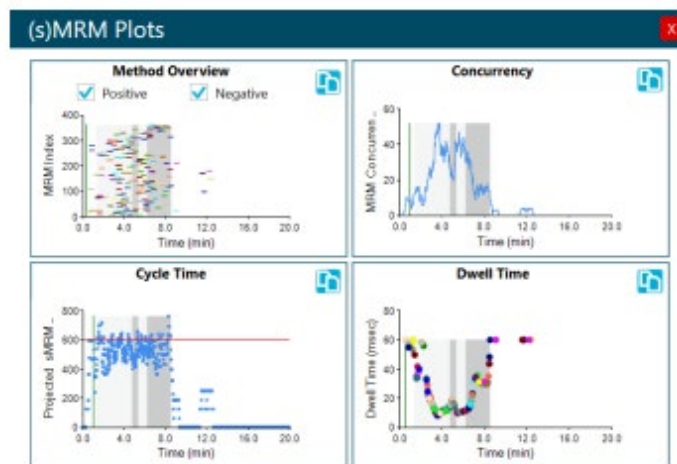 (s)MRM Plots
X
Method Overview
Positive
Negative
MRM Index
400
300
200
100
0
0.0 4.0 8.0 12.0 16.0 20.0
Time (min)
Concurrency
MRM Concurren ..
60
40
20
0
0.0 4.0 8.0 12.0 16.0 20.0
Time (min)
Cycle Time
Projected sMRM ..
800
600
400
200
0
0.0 4.0 8.0 12.0 16.0 20.0
Time (min)
Dwell Time
Dwell Time (msec)
80
60
40
20
0
0.0 4.0 8.0 12.0 16.0 20.0
Time (min)